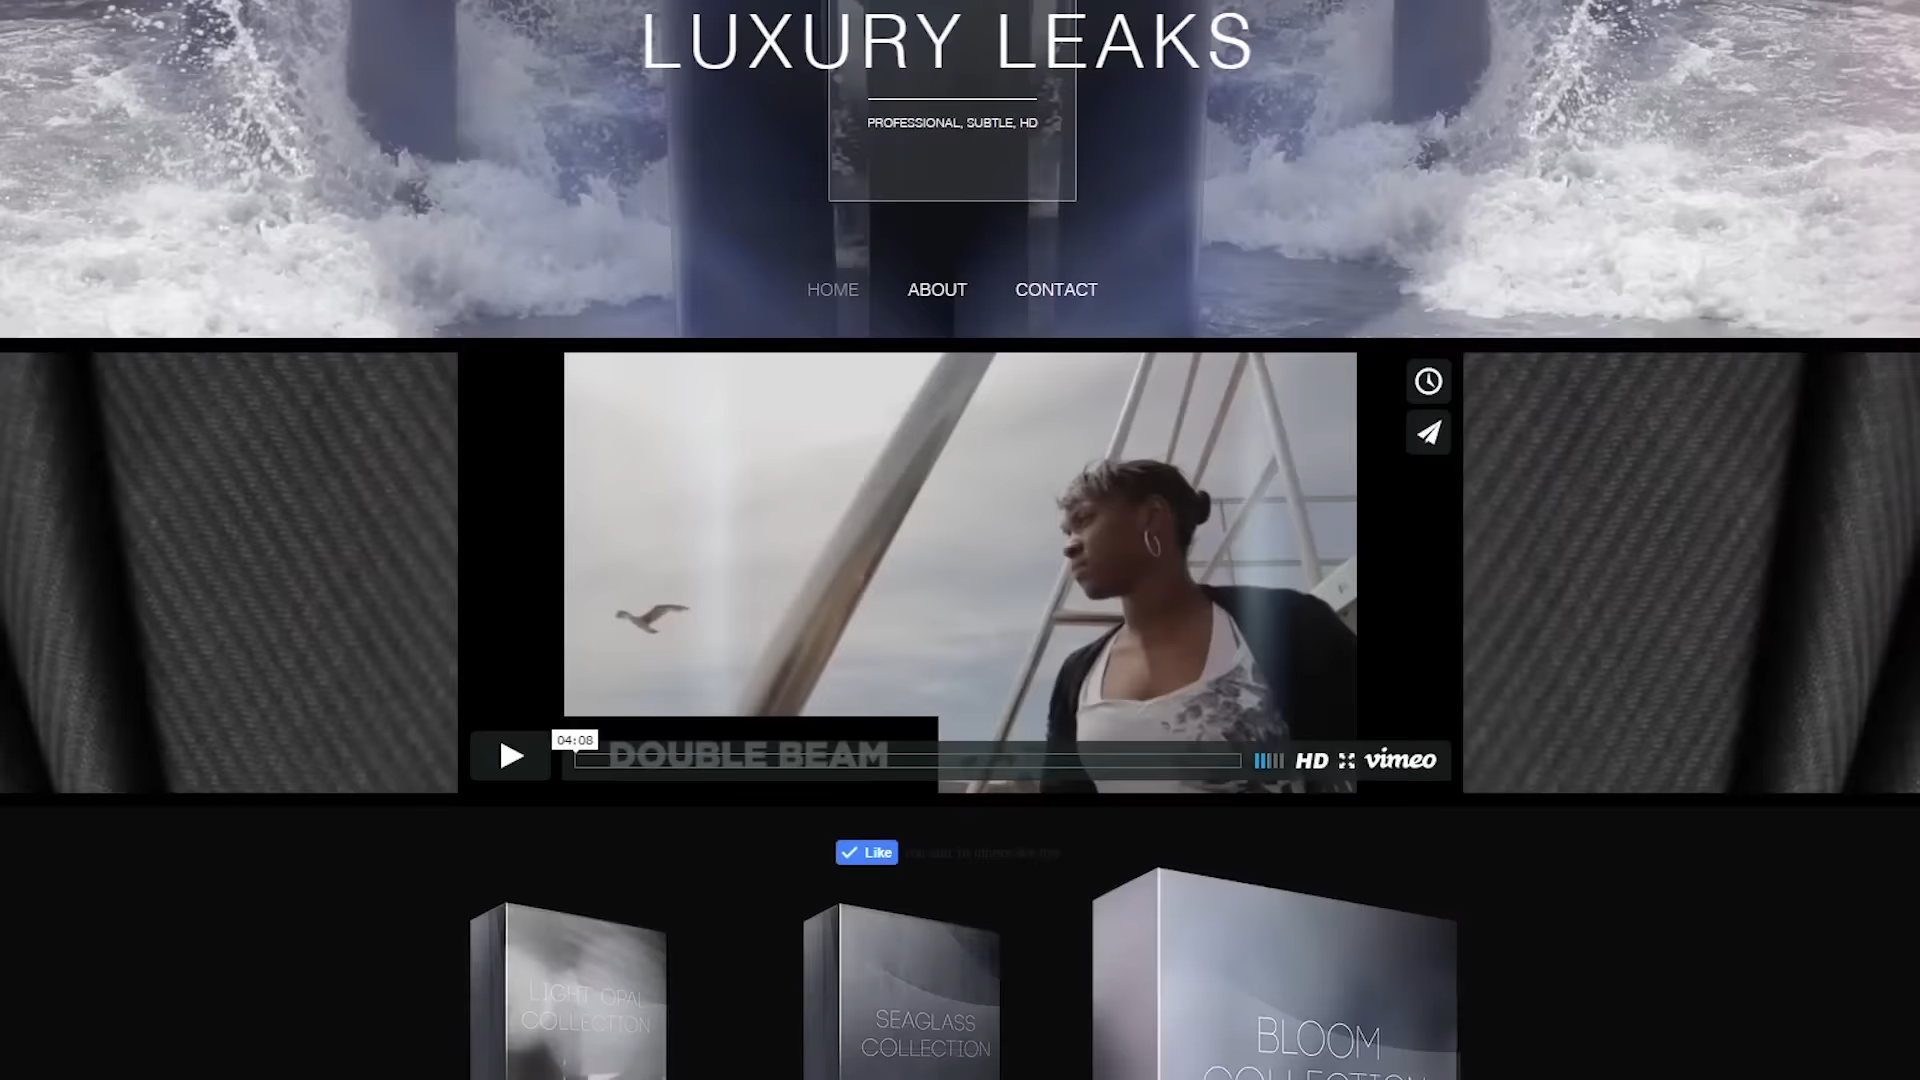 LUXURY LEAKS
PROFESSIONAL, SUBTLE, HD
HOME ABOUT CONTACT
04:08
DOUBLE BEAM
HD vimeo
Like
LIGHT OPAL
COLLECTION
SEAGLASS
COLLECTION
BLOOM
COLLECTION